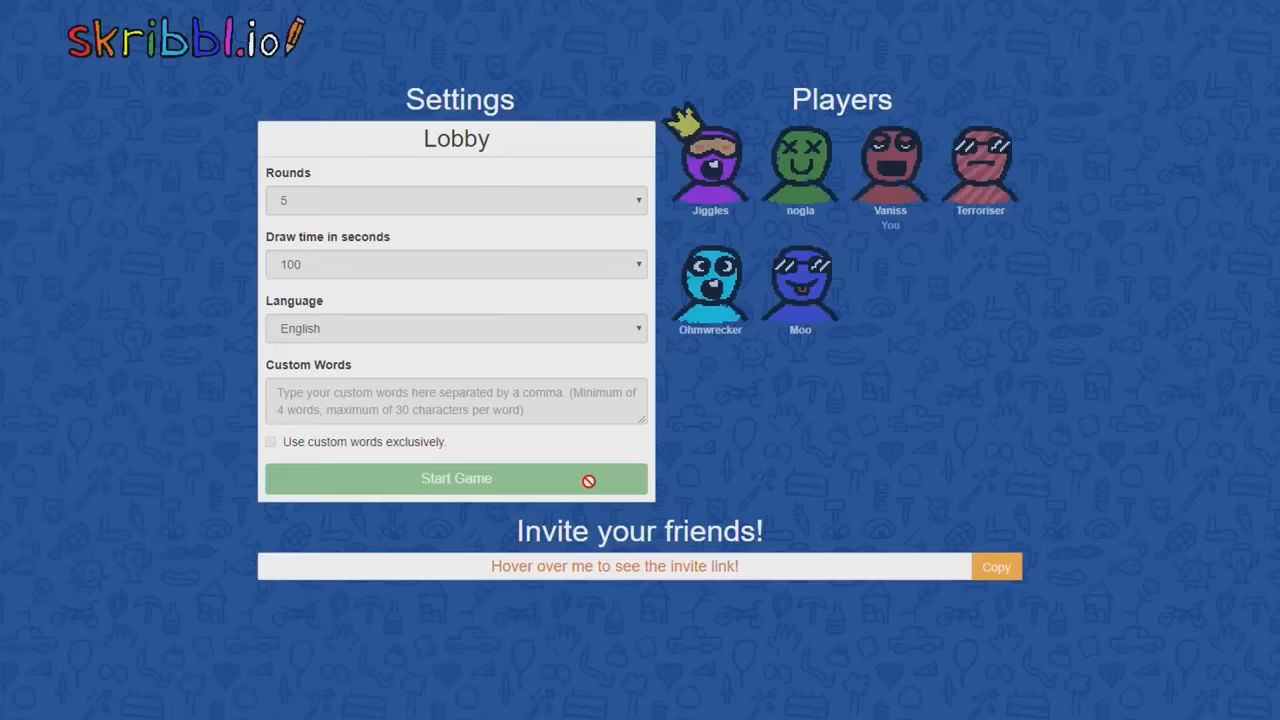 skribbl.io
Settings
Players
Lobby
Rounds
5
Draw time in seconds
100
Language
English
Custom Words
Type your custom words here separated by a comma. (Minimum of
4 words, maximum of 30 characters per word)
Use custom words exclusively.
Start Game
Jiggles
nogla
Vaniss
Terroriser
You
Ohmwrecker
Moo
Invite your friends!
Hover over me to see the invite link!
Copy